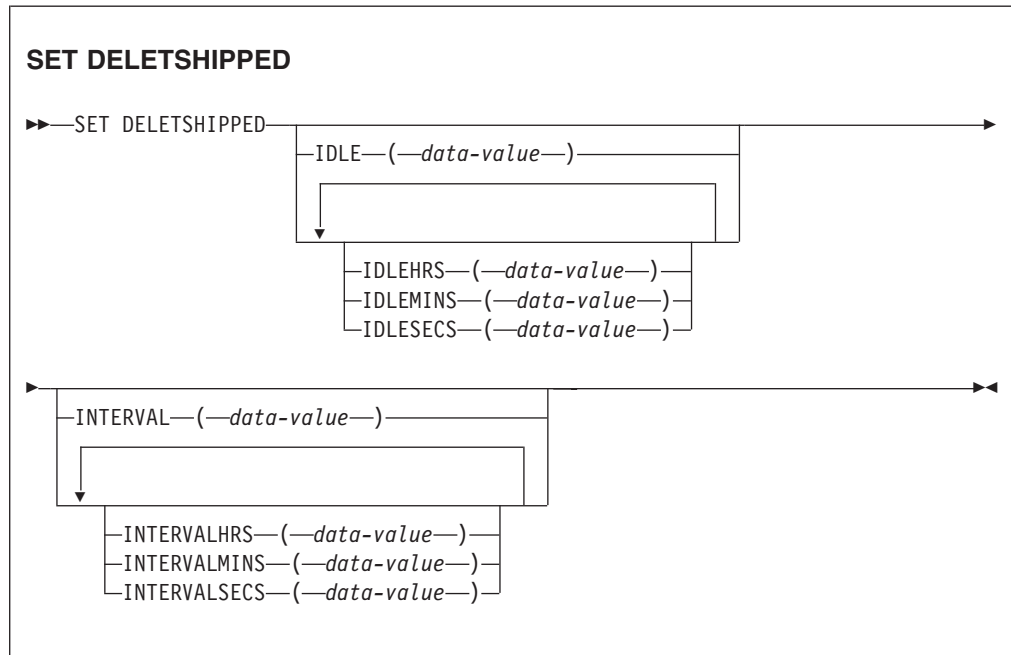 SET DELETSHIPPED
SET DELETSHIPPED
IDLE ( data-value )
IDLEHRS ( data-value )
IDLEMINS ( data-value )
IDLESECS ( data-value )
INTERVAL ( data-value )
INTERVALHRS ( data-value )
INTERVALMINS ( data-value )
INTERVALSECS ( data-value )